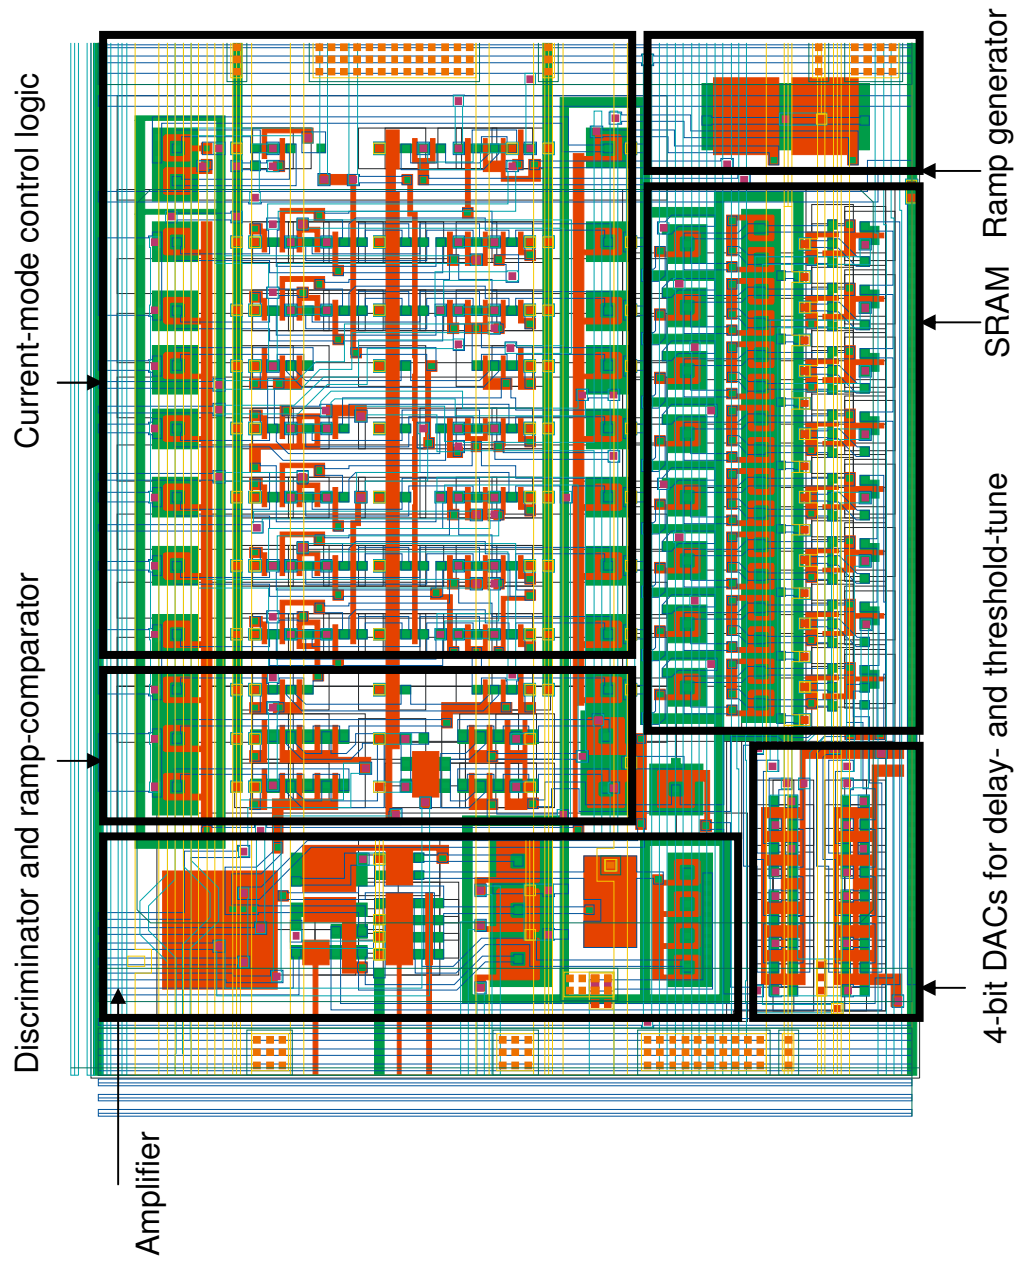 Amplifier
Discriminator and ramp-comparator
Current-mode control logic
4-bit DACs for delay- and threshold-tune
SRAM
Ramp generator